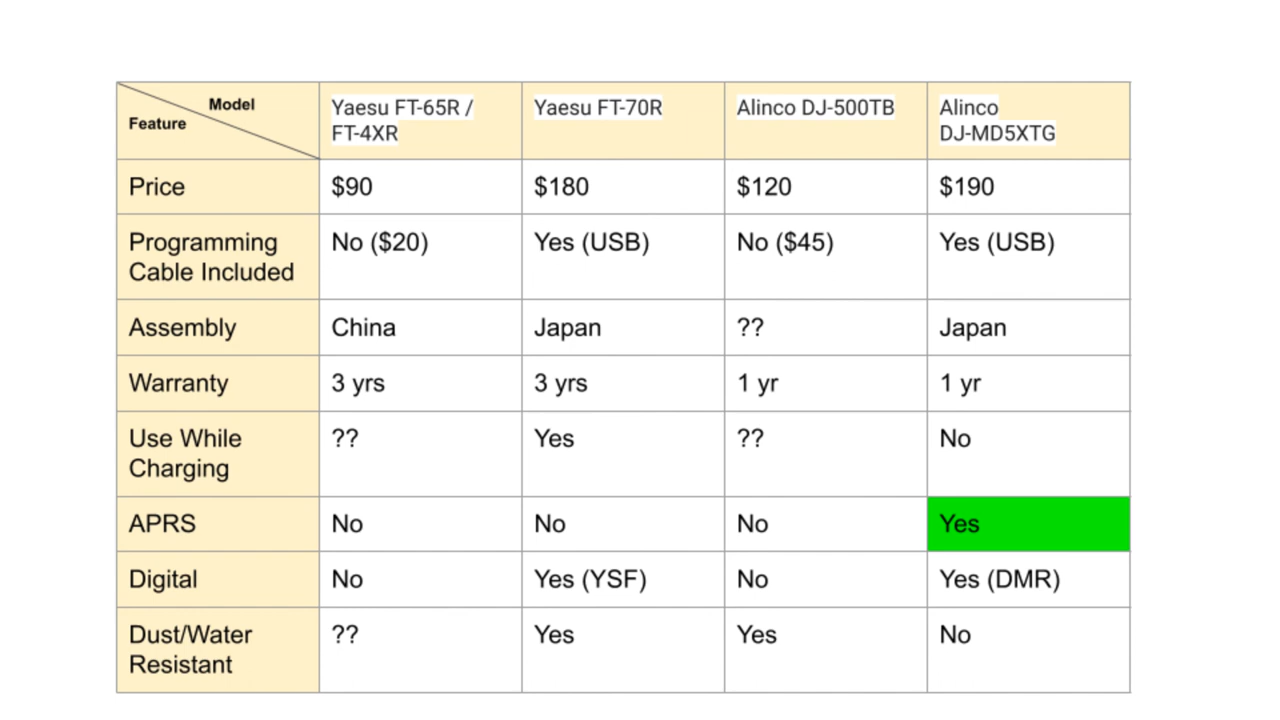 Model
Feature
Yaesu FT-65R /
FT-4XR
Yaesu FT-70R
Alinco DJ-500TB
Alinco
DJ-MD5XTG
Price
$90
$180
$120
$190
Programming
Cable Included
No ($20)
Yes (USB)
No ($45)
Yes (USB)
Assembly
China
Japan
??
Japan
Warranty
3 yrs
3 yrs
1 yr
1 yr
Use While
Charging
??
Yes
??
No
APRS
No
No
No
Yes
Digital
No
Yes (YSF)
No
Yes (DMR)
Dust/Water
Resistant
??
Yes
Yes
No